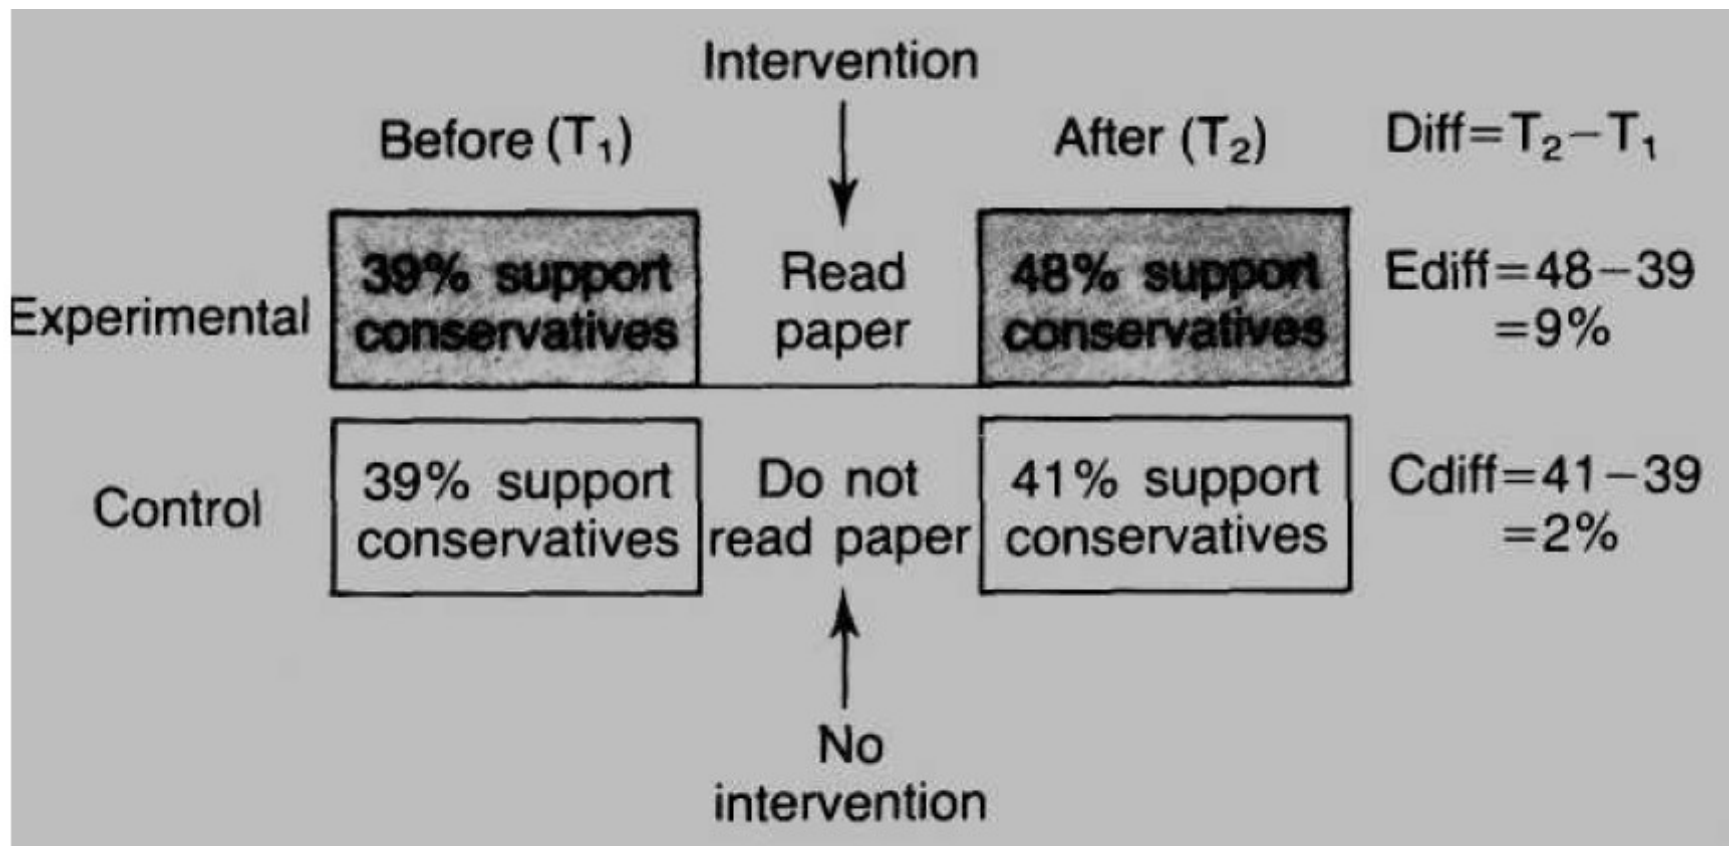 Intervention
Before (T₁)
After (T₂)
Diff=T₂−T₁
Experimental
39% support
conservatives
Read
paper
48% support
conservatives
Ediff=48−39
=9%
Control
39% support
conservatives
Do not
read paper
41% support
conservatives
Cdiff=41−39
=2%
No
intervention